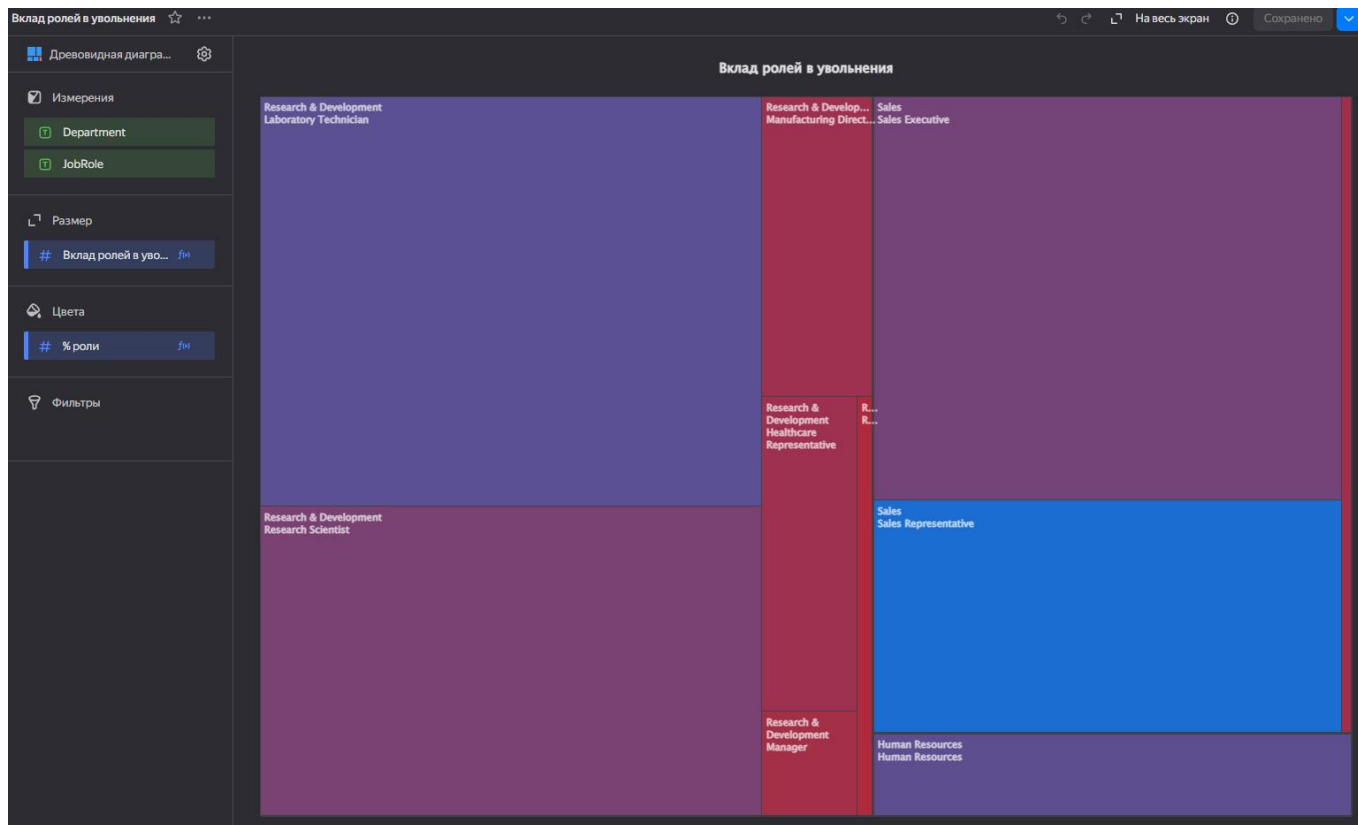 Вклад ролей в увольнения
На весь экран
Сохранено
Древовидная диагра...
Измерения
Department
JobRole
Размер
Вклад ролей в уво...
Цвета
% роли
Фильтры
Вклад ролей в увольнения
Research & Development
Laboratory Technician
Research & Development
Research Scientist
Research & Develop...
Manufacturing Direct...
Research &
Development
Healthcare
Representative
R...
R...
Research &
Development
Manager
Sales
Sales Executive
Sales
Sales Representative
Human Resources
Human Resources